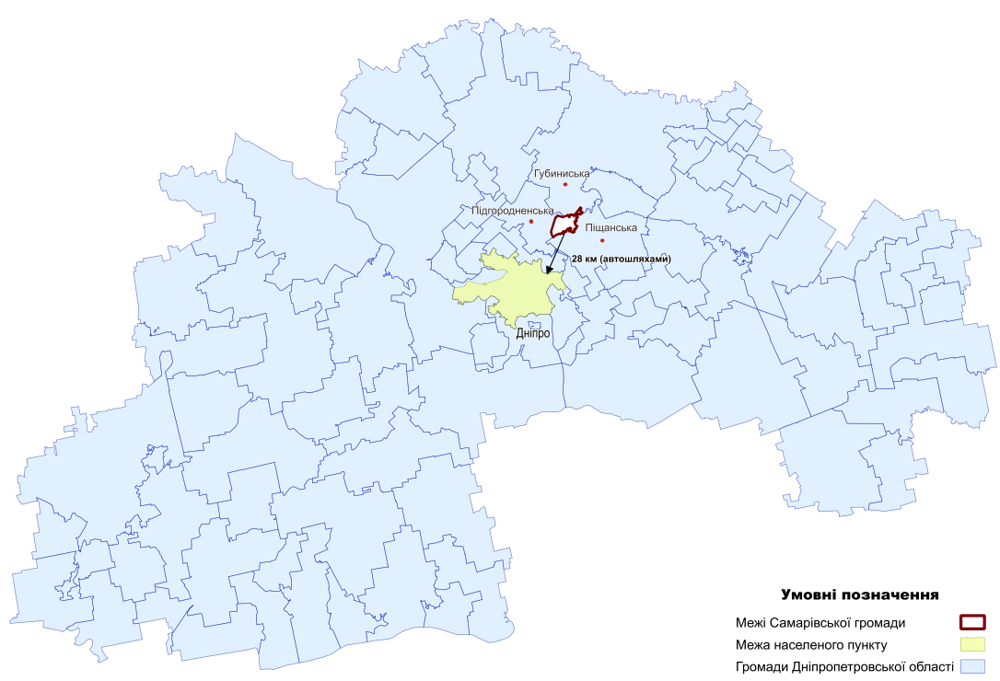 Губиниська
Підгородненська
Піщанська
28 км (автошляхами)
Дніпро
Умовні позначення
Межі Самарівської громади
Межа населеного пункту
Громади Дніпропетровської області